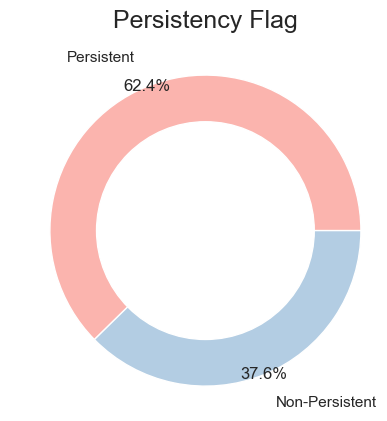 Persistency Flag
Persistent
62.4%
37.6%
Non-Persistent